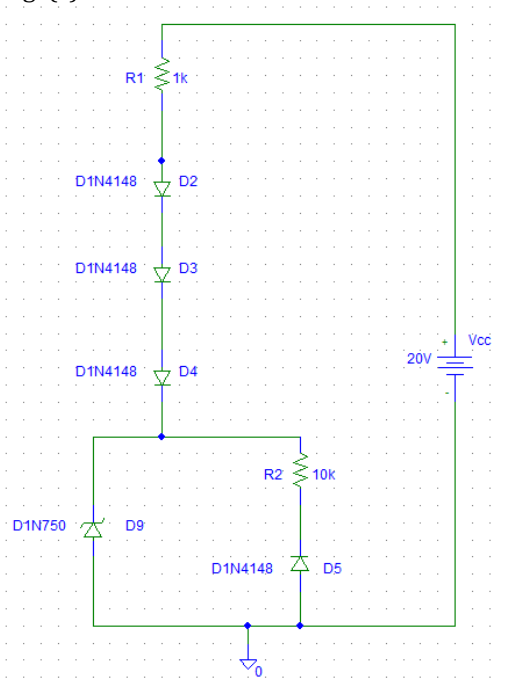 R1 1k
D1N4148 D2
D1N4148 D3
+ Vcc
20V
-
D1N4148 D4
R2 10k
D1N750 D9
D1N4148 D5
0